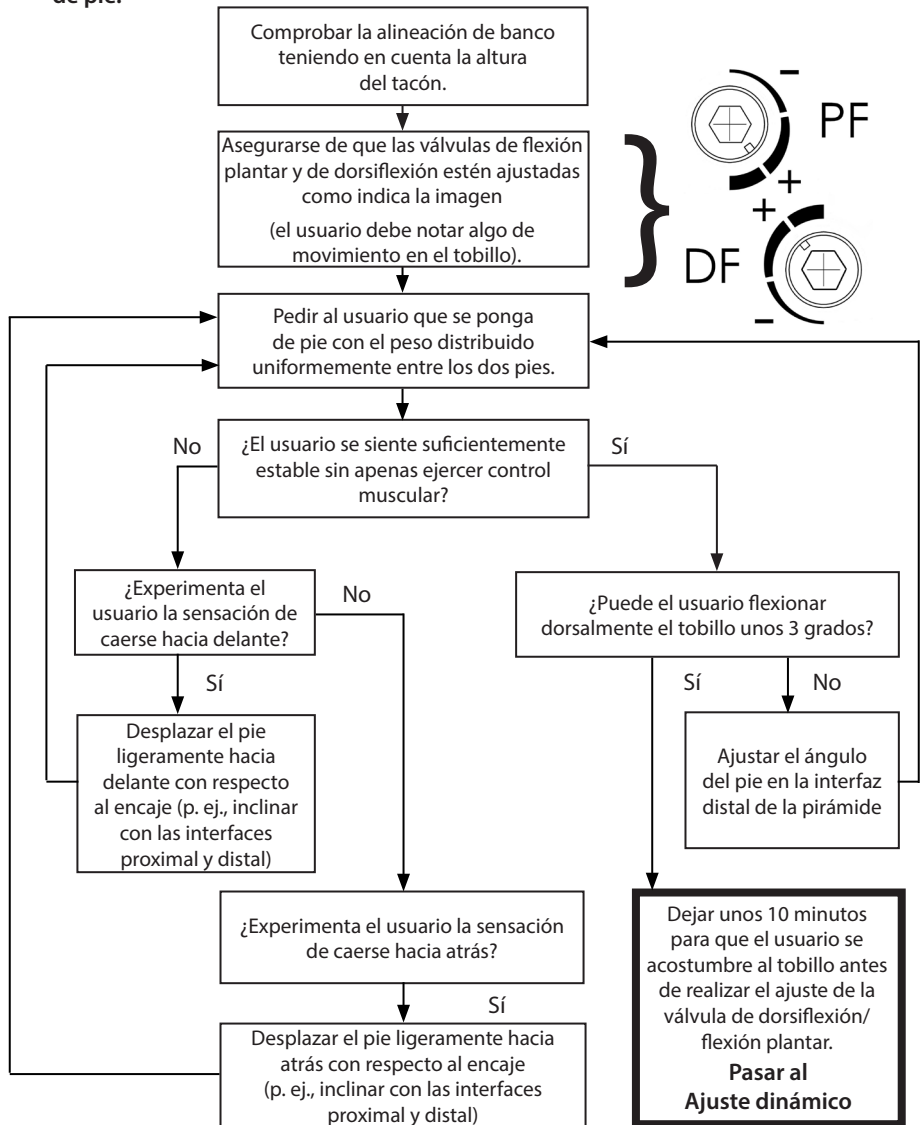 de pie.
Comprobar la alineación de banco
teniendo en cuenta la altura
del tacón.
Asegurarse de que las válvulas de flexión
plantar y de dorsiflexión estén ajustadas
como indica la imagen
(el usuario debe notar algo de
movimiento en el tobillo).
}
-
PF
+
+
DF
-
Pedir al usuario que se ponga
de pie con el peso distribuido
uniformemente entre los dos pies.
No
¿El usuario se siente suficientemente
estable sin apenas ejercer control
muscular?
Sí
¿Experimenta el
usuario la sensación de
caerse hacia delante?
No
¿Puede el usuario flexionar
dorsalmente el tobillo unos 3 grados?
Sí
Sí
No
Desplazar el pie
ligeramente hacia
delante con respecto
al encaje (p. ej., inclinar
con las interfaces
proximal y distal)
Ajustar el ángulo
del pie en la interfaz
distal de la pirámide
¿Experimenta el usuario la sensación
de caerse hacia atrás?
Sí
Desplazar el pie ligeramente hacia
atrás con respecto al encaje
(p. ej., inclinar con las interfaces
proximal y distal)
Dejar unos 10 minutos
para que el usuario se
acostumbre al tobillo antes
de realizar el ajuste de la
válvula de dorsiflexión/
flexión plantar.
Pasar al
Ajuste dinámico